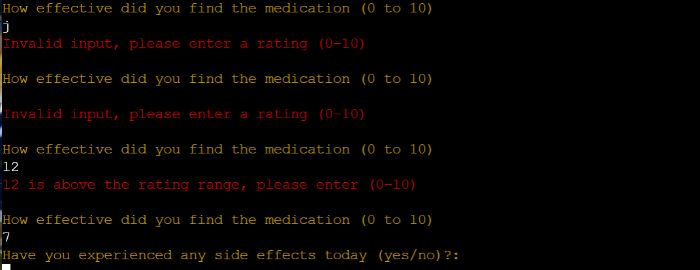 How effective did you find the medication (0 to 10)
j
Invalid input, please enter a rating (0-10)
How effective did you find the medication (0 to 10)
Invalid input, please enter a rating (0-10)
How effective did you find the medication (0 to 10)
12
12 is above the rating range, please enter (0-10)
How effective did you find the medication (0 to 10)
7
Have you experienced any side effects today (yes/no)?: